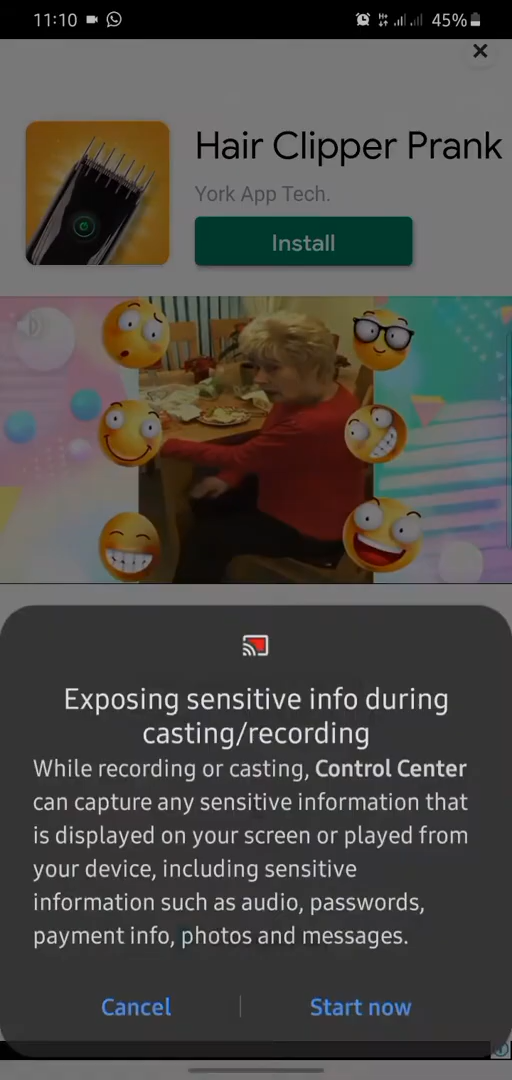 11:10
45%
Hair Clipper Prank
York App Tech.
Install
Exposing sensitive info during
casting/recording
While recording or casting, Control Center
can capture any sensitive information that
is displayed on your screen or played from
your device, including sensitive
information such as audio, passwords,
payment info, photos and messages.
Cancel
Start now